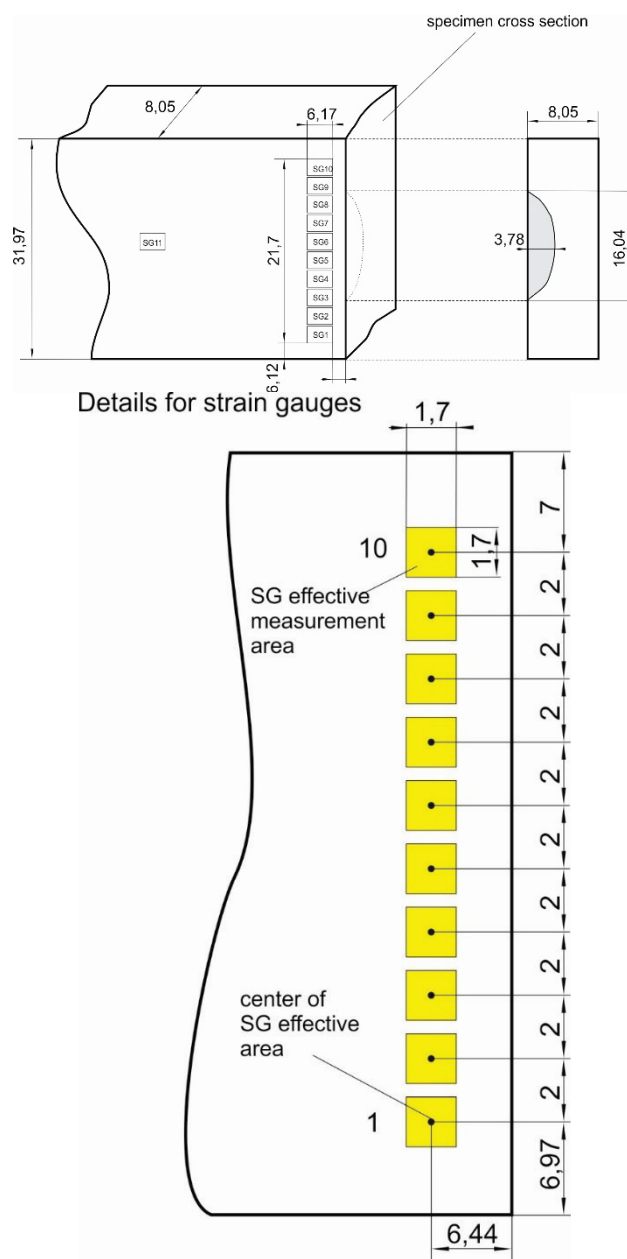 specimen cross section
8,05
6,17
8,05
SG10
SG9
SG8
SG7
SG6
SG5
SG4
SG3
SG2
SG1
SG11
31,97
21,7
3,78
16,04
6,12
Details for strain gauges
1,7
7
10
1,7
SG effective
measurement
area
2
2
2
2
2
2
2
2
2
center of
SG effective
area
1
6,97
6,44